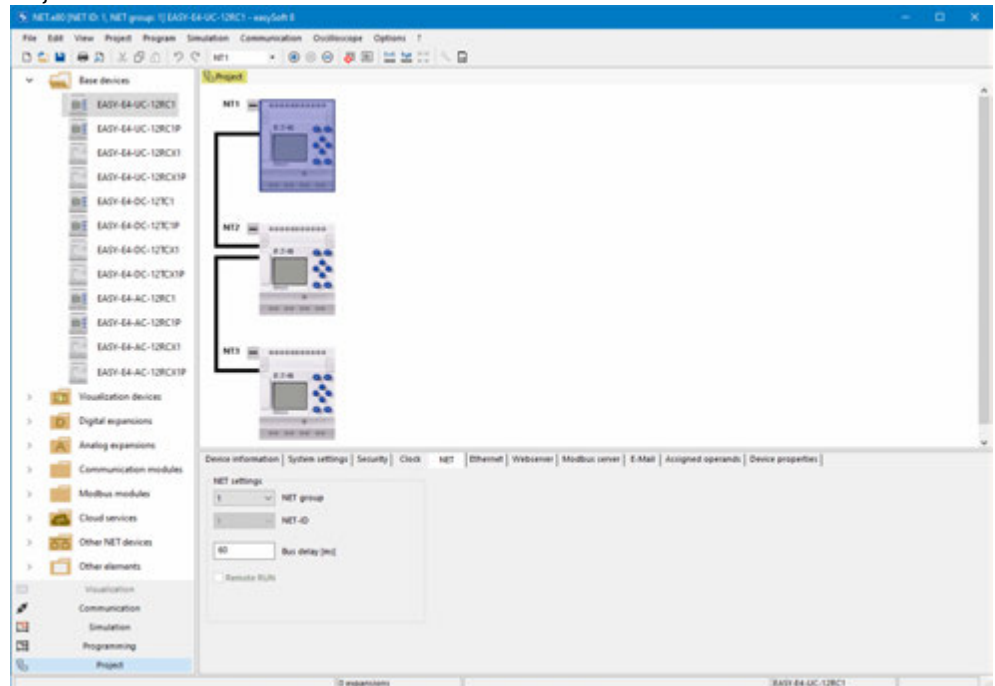 NET.e80 [NET ID: 1, NET group: 1] EASY-E4-UC-12RC1 - easySoft 8
File Edit View Project Program Simulation Communication Oscilloscope Options ?
NT1
Base devices
EASY-E4-UC-12RC1
EASY-E4-UC-12RC1P
EASY-E4-UC-12RCX1
EASY-E4-UC-12RCX1P
EASY-E4-DC-12TC1
EASY-E4-DC-12TC1P
EASY-E4-DC-12TCX1
EASY-E4-DC-12TCX1P
EASY-E4-AC-12RC1
EASY-E4-AC-12RC1P
EASY-E4-AC-12RCX1
EASY-E4-AC-12RCX1P
Visualization devices
Digital expansions
Analog expansions
Communication modules
Modbus modules
Cloud services
Other NET devices
Other elements
Visualization
Communication
Simulation
Programming
Project
Project
NT1
NT2
NT3
Device information System settings Security Clock NET Ethernet Webserver Modbus server E-Mail Assigned operands Device properties
NET settings
1 NET group
1 NET-ID
60 Bus delay [ms]
Remote RUN
0 expansions EASY-E4-UC-12RC1